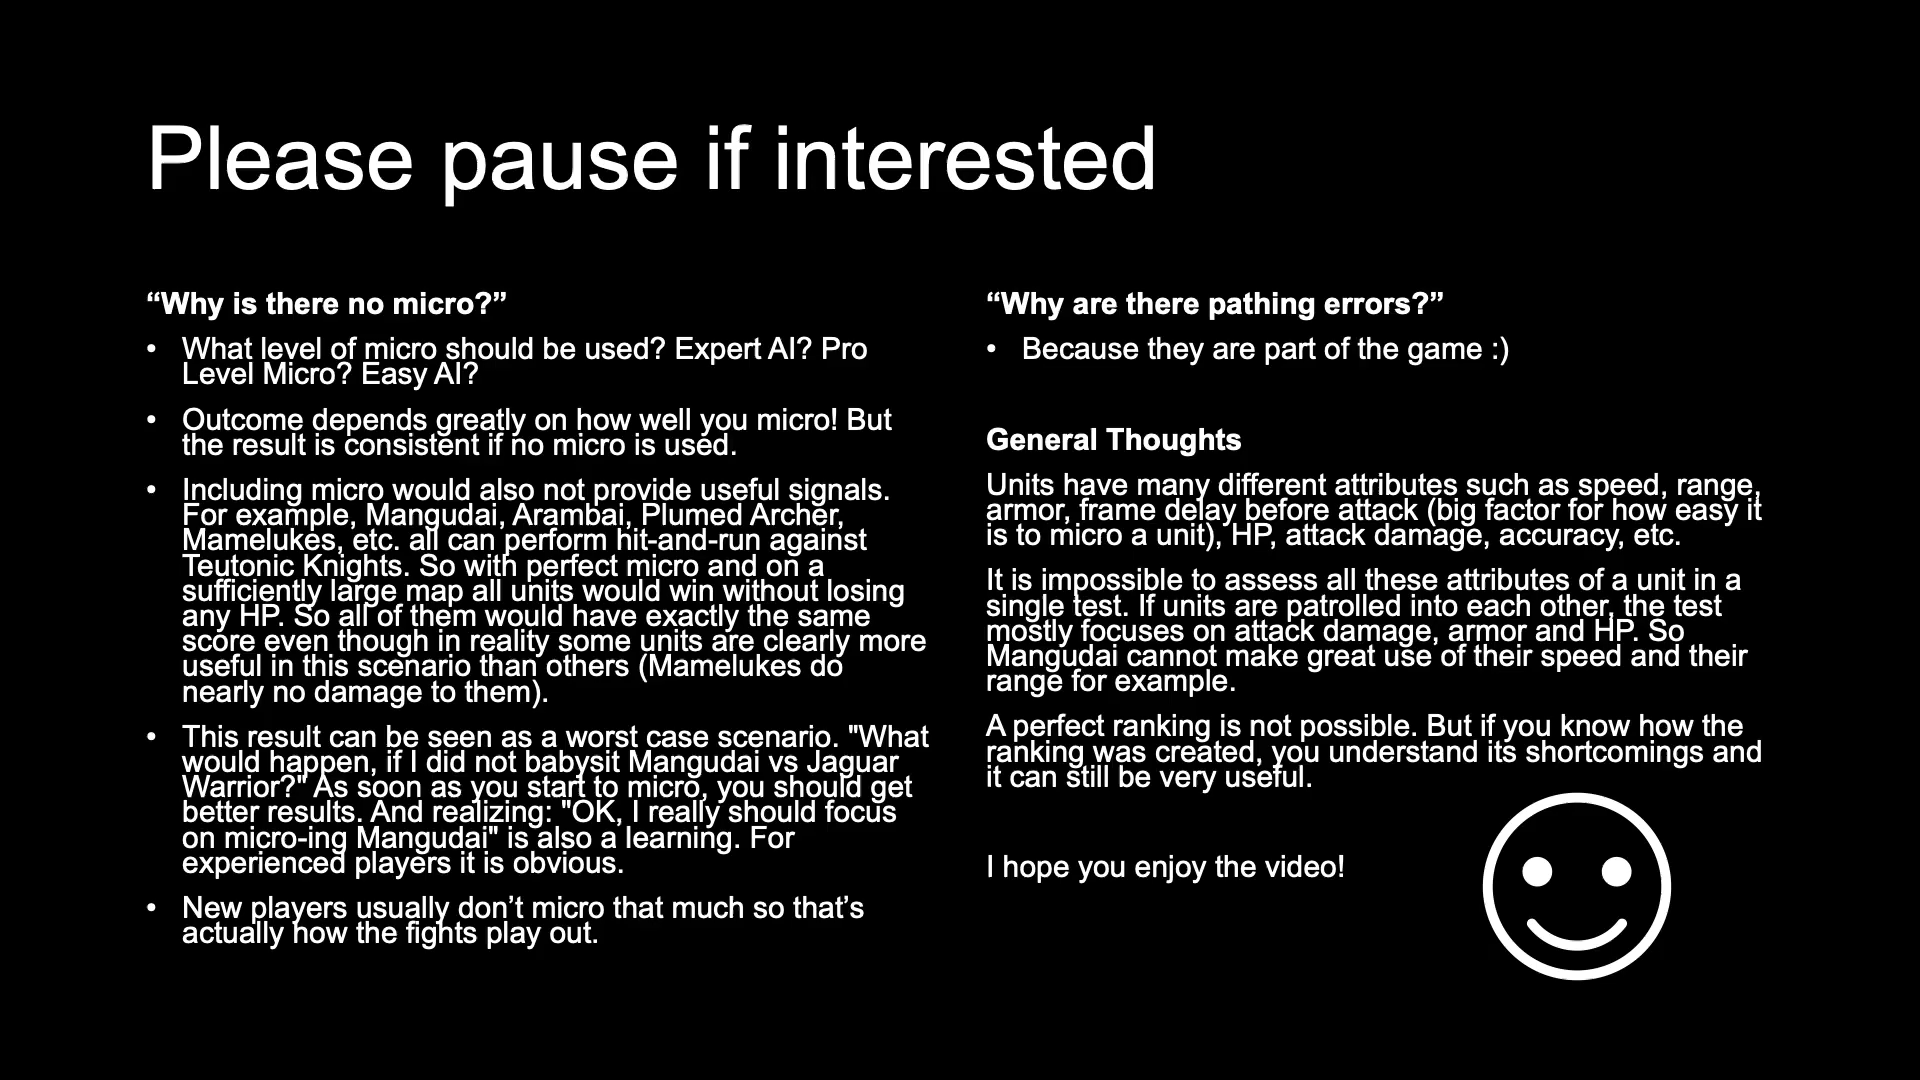 Please pause if interested
“Why is there no micro?”
• What level of micro should be used? Expert AI? Pro
Level Micro? Easy AI?
• Outcome depends greatly on how well you micro! But
the result is consistent if no micro is used.
• Including micro would also not provide useful signals.
For example, Mangudai, Arambai, Plumed Archer,
Mamelukes, etc. all can perform hit-and-run against
Teutonic Knights. So with perfect micro and on a
sufficiently large map all units would win without losing
any HP. So all of them would have exactly the same
score even though in reality some units are clearly more
useful in this scenario than others (Mamelukes do
nearly no damage to them).
• This result can be seen as a worst case scenario. "What
would happen, if I did not babysit Mangudai vs Jaguar
Warrior?" As soon as you start to micro, you should get
better results. And realizing: "OK, I really should focus
on micro-ing Mangudai" is also a learning. For
experienced players it is obvious.
• New players usually don’t micro that much so that’s
actually how the fights play out.
“Why are there pathing errors?”
• Because they are part of the game :)
General Thoughts
Units have many different attributes such as speed, range,
armor, frame delay before attack (big factor for how easy it
is to micro a unit), HP, attack damage, accuracy, etc.
It is impossible to assess all these attributes of a unit in a
single test. If units are patrolled into each other, the test
mostly focuses on attack damage, armor and HP. So
Mangudai cannot make great use of their speed and their
range for example.
A perfect ranking is not possible. But if you know how the
ranking was created, you understand its shortcomings and
it can still be very useful.
I hope you enjoy the video!